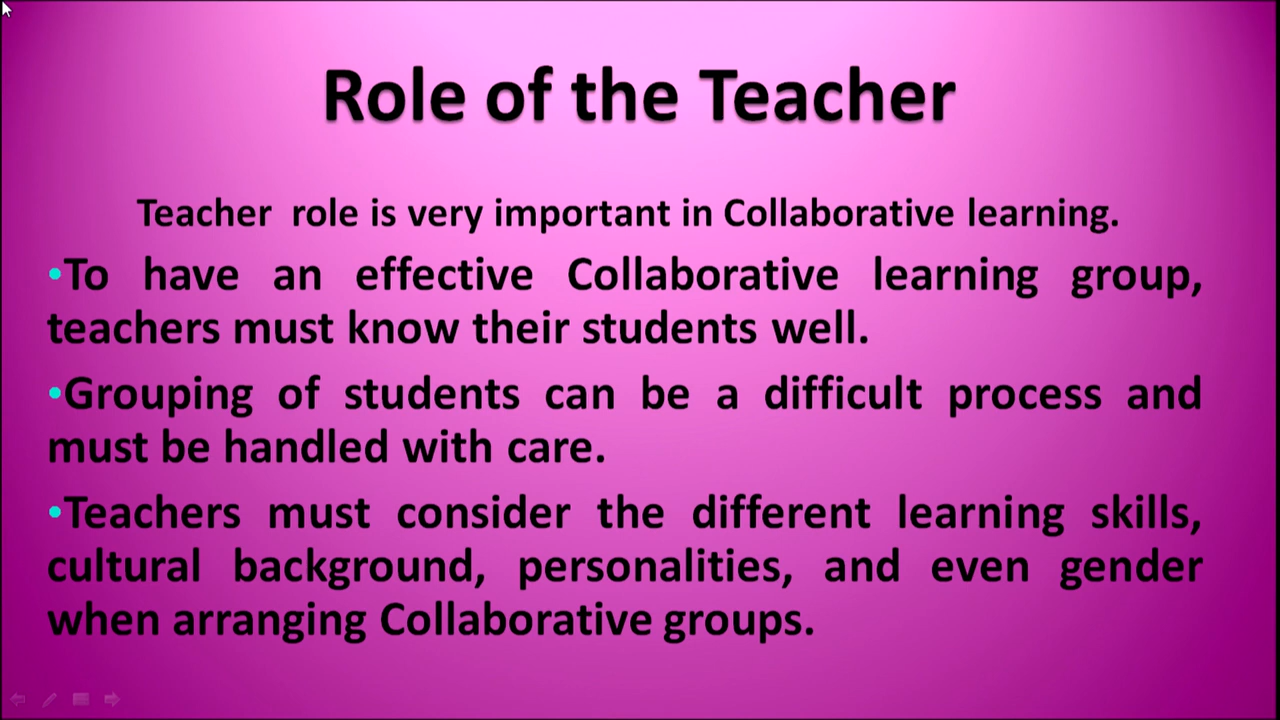 Role of the Teacher
Teacher role is very important in Collaborative learning.
•To have an effective Collaborative learning group,
teachers must know their students well.
•Grouping of students can be a difficult process and
must be handled with care.
•Teachers must consider the different learning skills,
cultural background, personalities, and even gender
when arranging Collaborative groups.